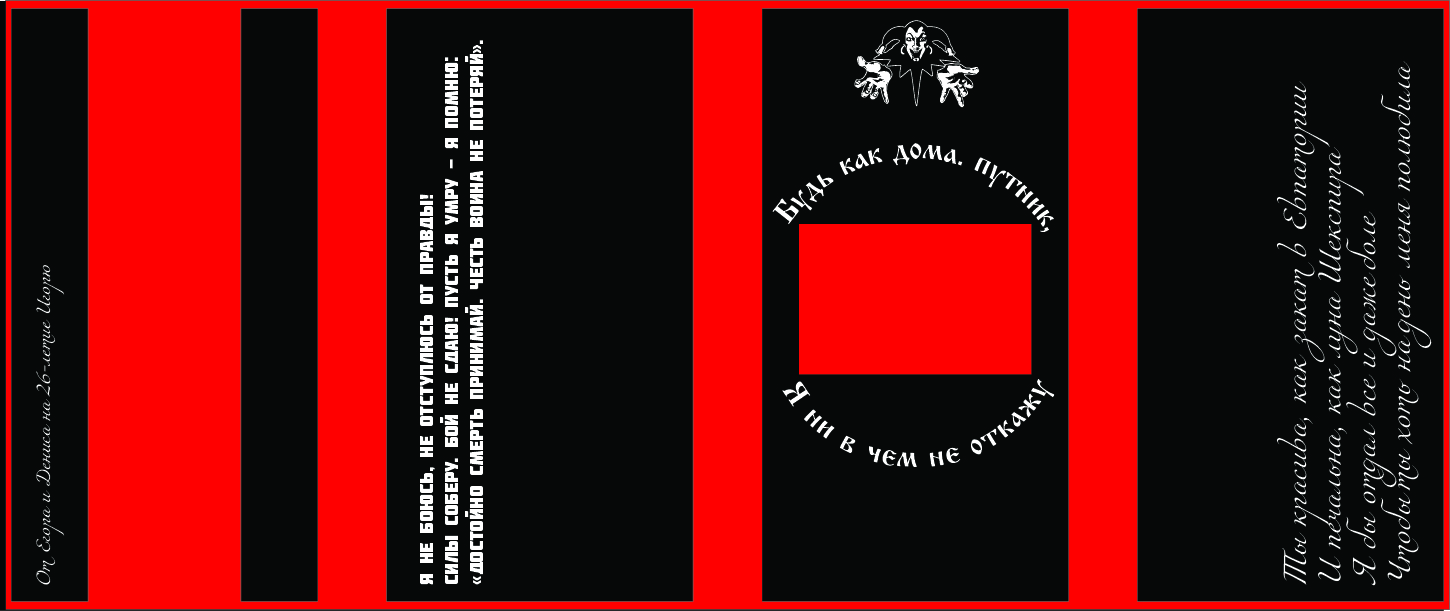 От Егора и Дениса на 26-летие Игорю
Я НЕ БОЮСЬ, НЕ ОТСТУПЛЮСЬ ОТ ПРАВДЫ!
СИЛЫ СОБЕРУ. БОЙ НЕ СДАЮ! ПУСТЬ Я УМРУ – Я ПОМНЮ:
«ДОСТОЙНО СМЕРТЬ ПРИНИМАЙ. ЧЕСТЬ ВОИНА НЕ ПОТЕРЯЙ».
Будь как дома. путник,
Я ни в чем не откажу
Ты красива, как закат в Евпатории
И печальна, как луна Шекспира
Я бы отдал все и даже боле
Чтобы ты хоть на день меня полюбила